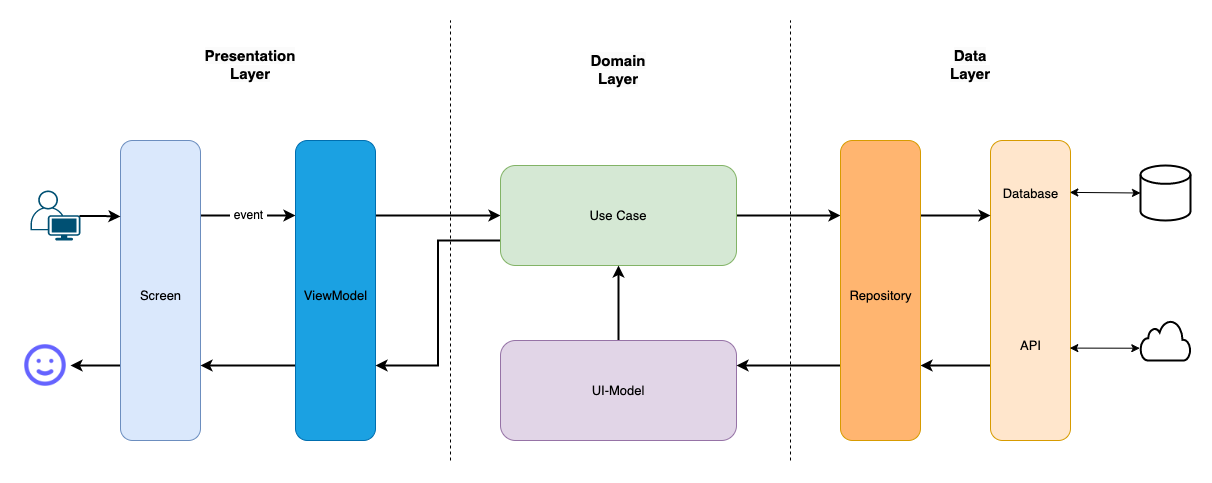 Presentation
Layer
Domain
Layer
Data
Layer
event
Use Case
Database
Screen
ViewModel
Repository
API
UI-Model